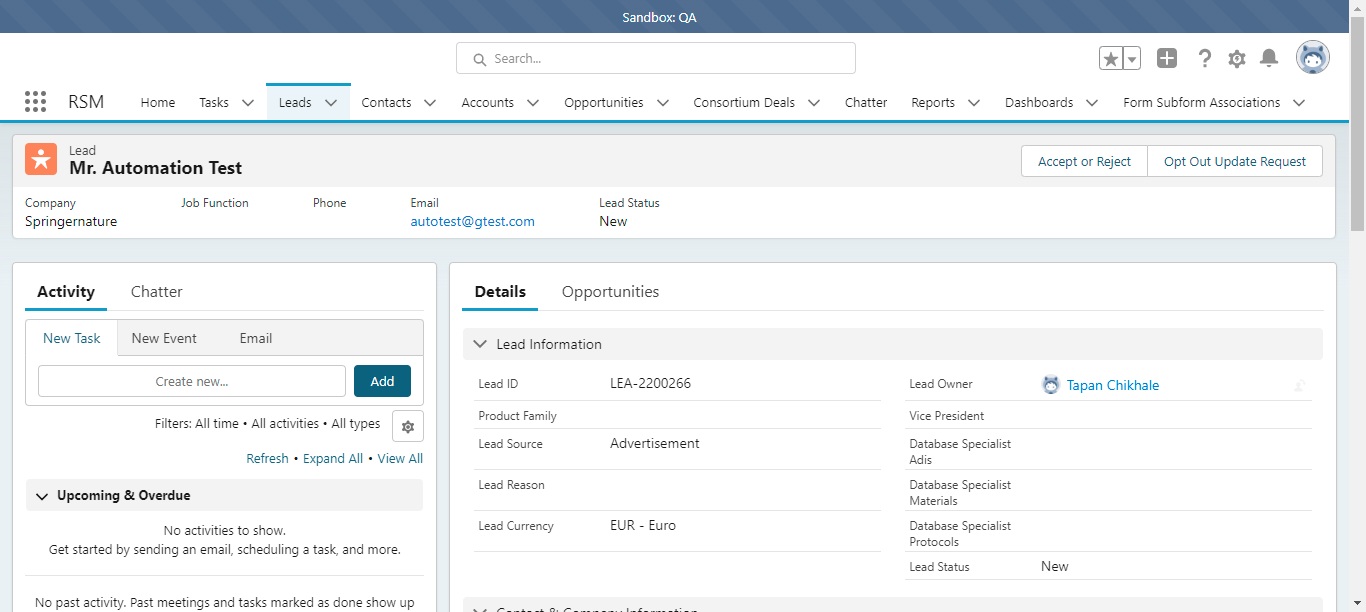 Sandbox: QA
Search...
RSM Home Tasks Leads Contacts Accounts Opportunities Consortium Deals Chatter Reports Dashboards Form Subform Associations
Lead
Mr. Automation Test
Accept or Reject Opt Out Update Request
Company Job Function Phone Email Lead Status
Springernature autotest@gtest.com New
Activity Chatter
New Task New Event Email
Create new... Add
Filters: All time • All activities • All types
Refresh • Expand All • View All
Upcoming & Overdue
No activities to show.
Get started by sending an email, scheduling a task, and more.
No past activity. Past meetings and tasks marked as done show up
Details Opportunities
Lead Information
Lead ID LEA-2200266 Lead Owner Tapan Chikhale
Product Family Vice President
Lead Source Advertisement Database Specialist
Adis
Lead Reason Database Specialist
Materials
Lead Currency EUR - Euro Database Specialist
Protocols
Lead Status New
Contact & Company Information